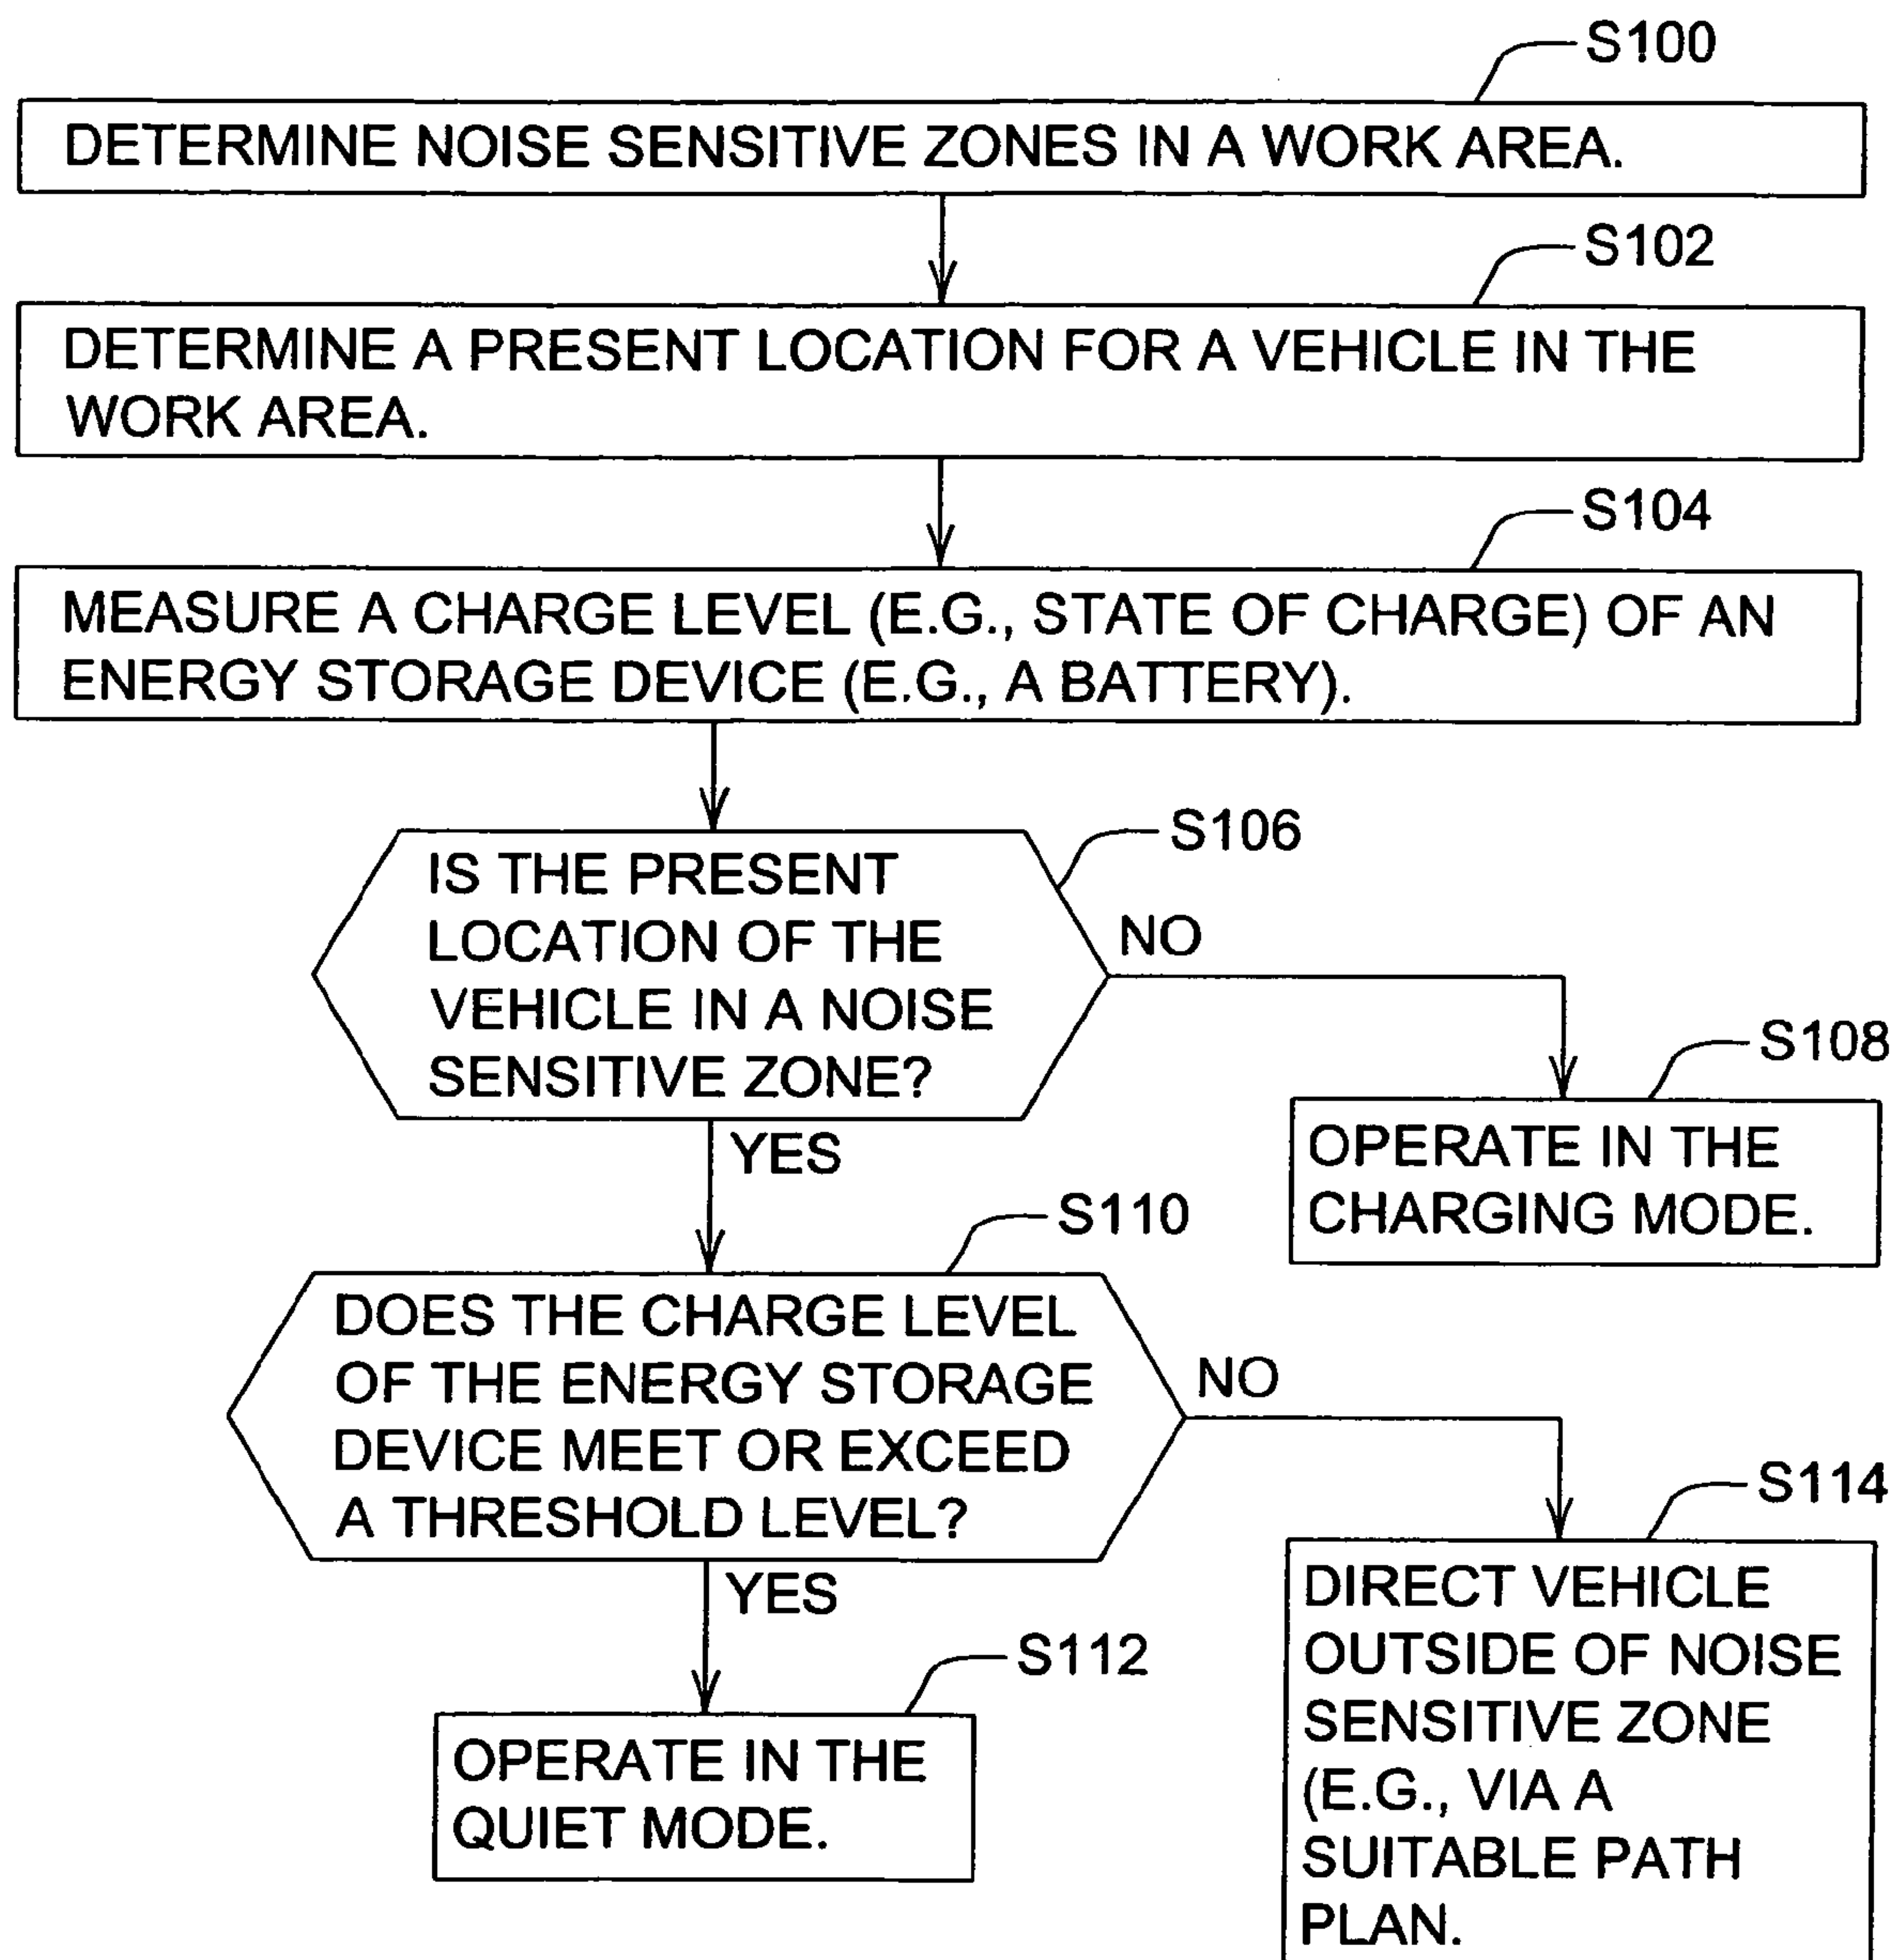 S100
DETERMINE NOISE SENSITIVE ZONES IN A WORK AREA.
S102
DETERMINE A PRESENT LOCATION FOR A VEHICLE IN THE
WORK AREA.
S104
MEASURE A CHARGE LEVEL (E.G., STATE OF CHARGE) OF AN
ENERGY STORAGE DEVICE (E.G., A BATTERY).
S106
IS THE PRESENT
LOCATION OF THE
VEHICLE IN A NOISE
SENSITIVE ZONE?
NO
S108
OPERATE IN THE
CHARGING MODE.
YES
S110
DOES THE CHARGE LEVEL
OF THE ENERGY STORAGE
DEVICE MEET OR EXCEED
A THRESHOLD LEVEL?
NO
S114
DIRECT VEHICLE
OUTSIDE OF NOISE
SENSITIVE ZONE
(E.G., VIA A
SUITABLE PATH
PLAN.
YES
S112
OPERATE IN THE
QUIET MODE.